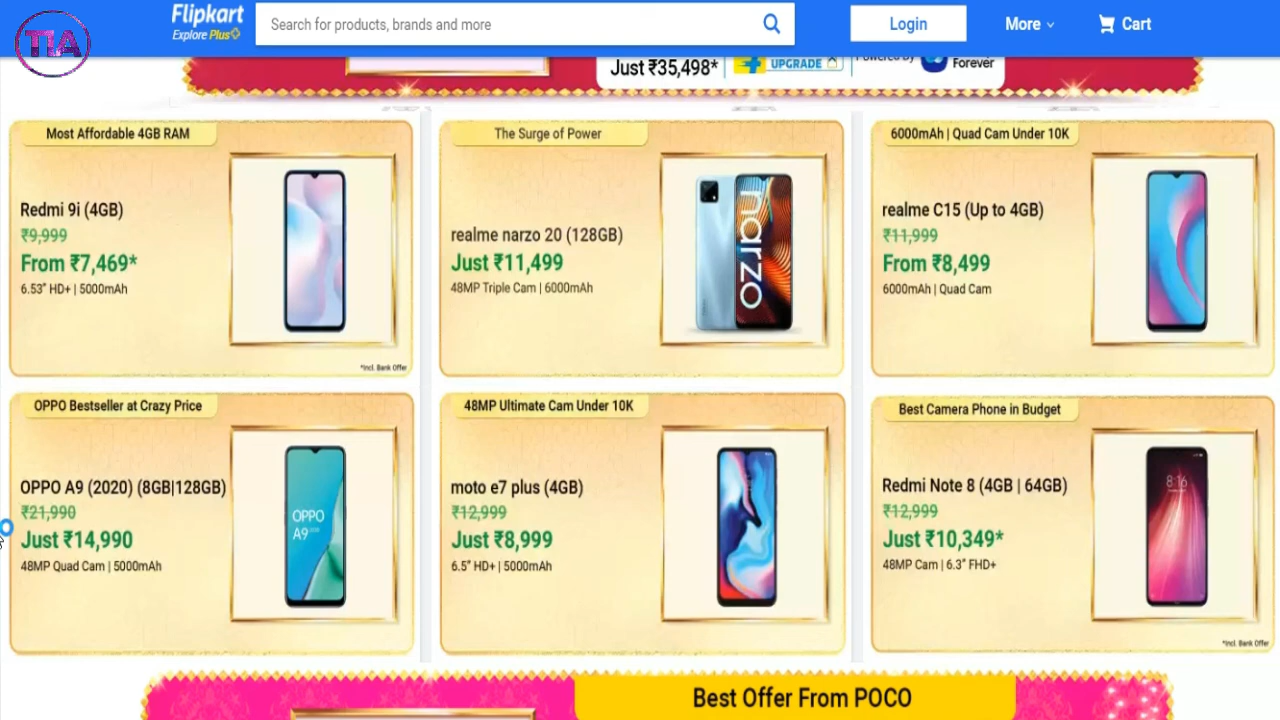 TIA
Flipkart
Explore Plus
Search for products, brands and more
Login
More
Cart
Just ₹35,498*
UPGRADE
Powered by
Forever
Most Affordable 4GB RAM
Redmi 9i (4GB)
₹9,999
From ₹7,469*
6.53" HD+ | 5000mAh
*Incl. Bank Offer
The Surge of Power
realme narzo 20 (128GB)
Just ₹11,499
48MP Triple Cam | 6000mAh
narzo
6000mAh | Quad Cam Under 10K
realme C15 (Up to 4GB)
₹11,999
From ₹8,499
6000mAh | Quad Cam
OPPO Bestseller at Crazy Price
OPPO A9 (2020) (8GB|128GB)
₹21,990
Just ₹14,990
48MP Quad Cam | 5000mAh
OPPO
A9
48MP Ultimate Cam Under 10K
moto e7 plus (4GB)
₹12,999
Just ₹8,999
6.5" HD+ | 5000mAh
Best Camera Phone in Budget
Redmi Note 8 (4GB | 64GB)
₹12,999
Just ₹10,349*
48MP Cam | 6.3" FHD+
8:16
*Incl. Bank Offer
Best Offer From POCO